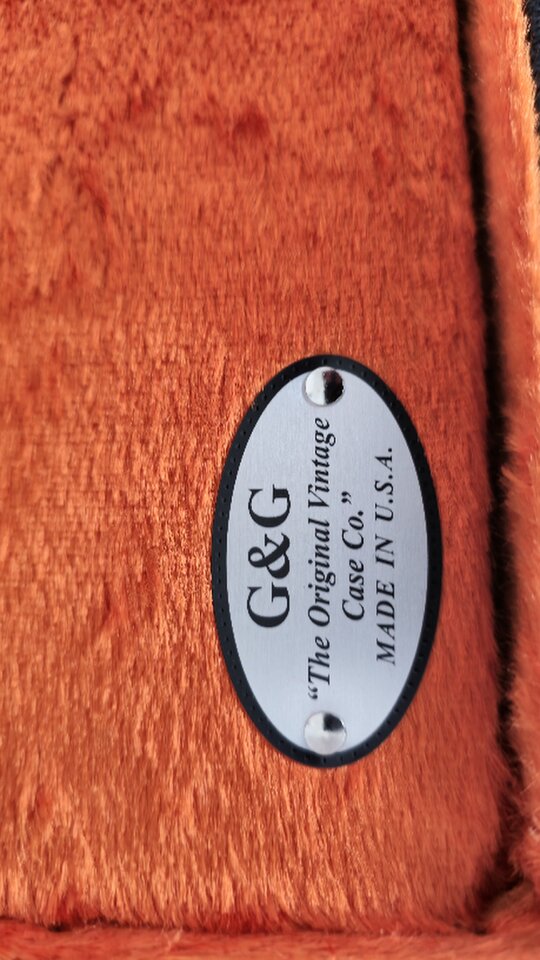 G&G
“The Original Vintage
Case Co.”
MADE IN U.S.A.